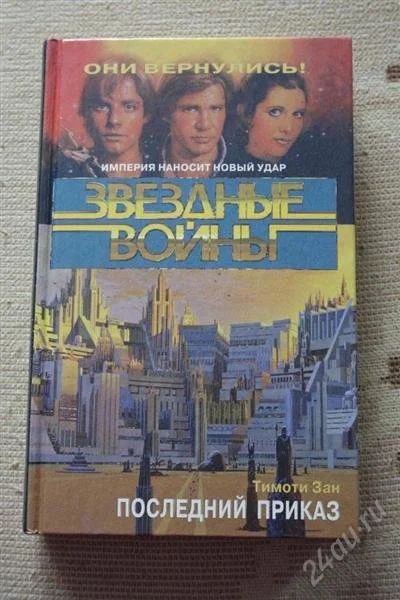 ОНИ ВЕРНУЛИСЬ!
ИМПЕРИЯ НАНОСИТ НОВЫЙ УДАР
ЗВЕЗДНЫЕ
ВОЙНЫ
Тимоти Зан
ПОСЛЕДНИЙ ПРИКАЗ
24au.ru